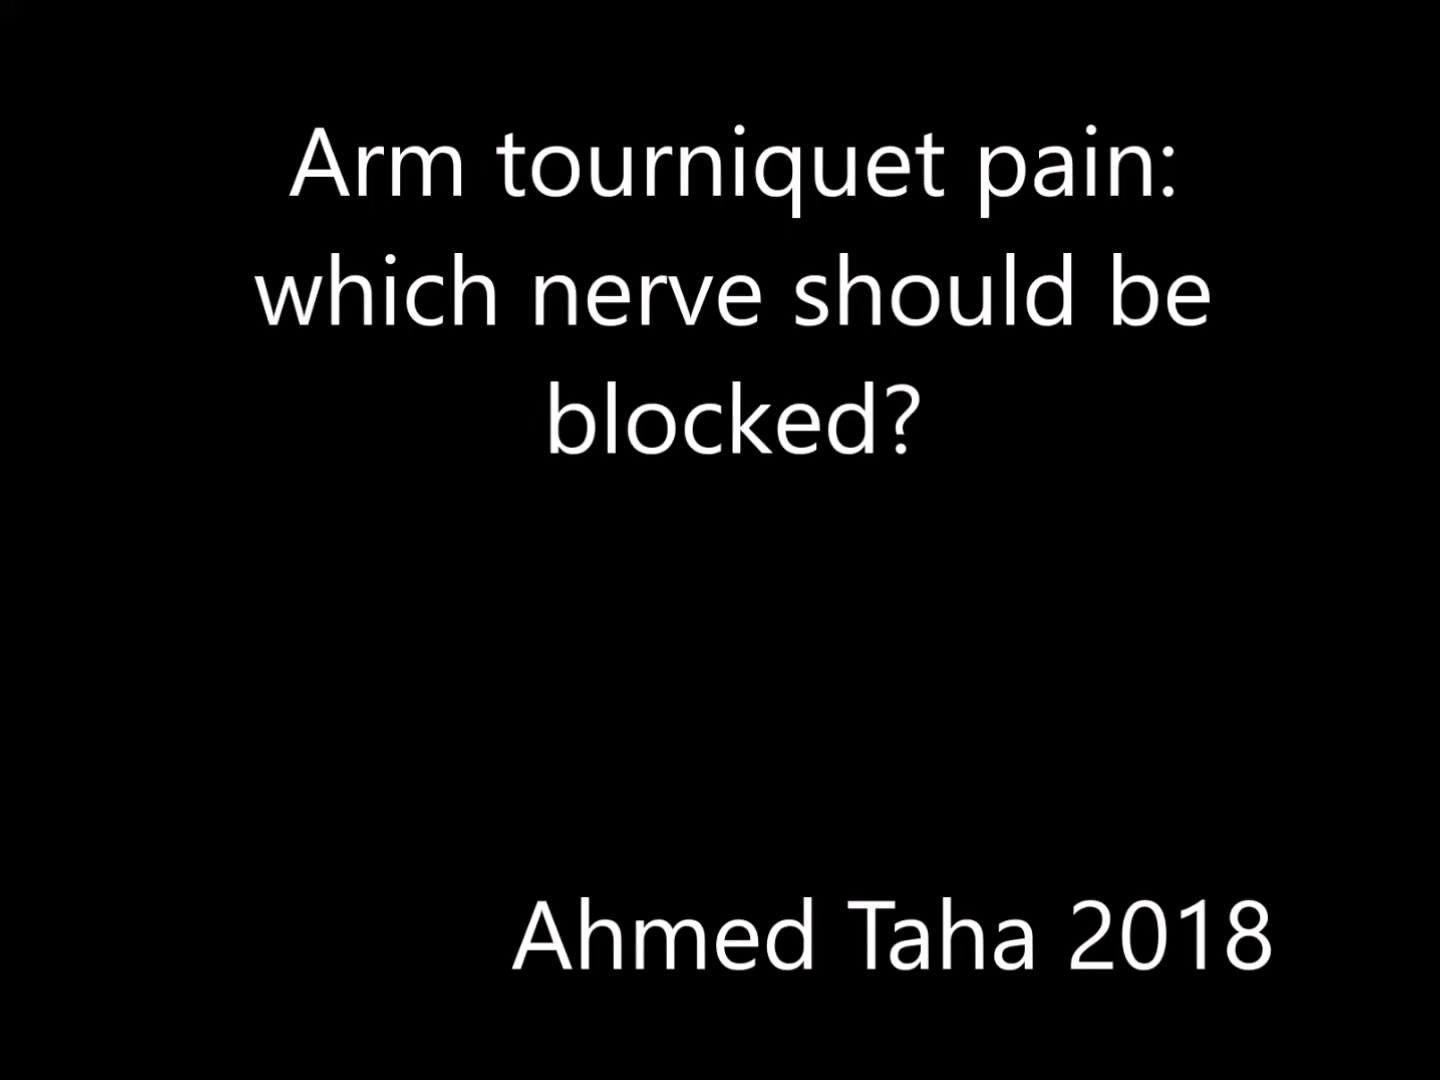 Arm tourniquet pain:
which nerve should be
blocked?
Ahmed Taha 2018